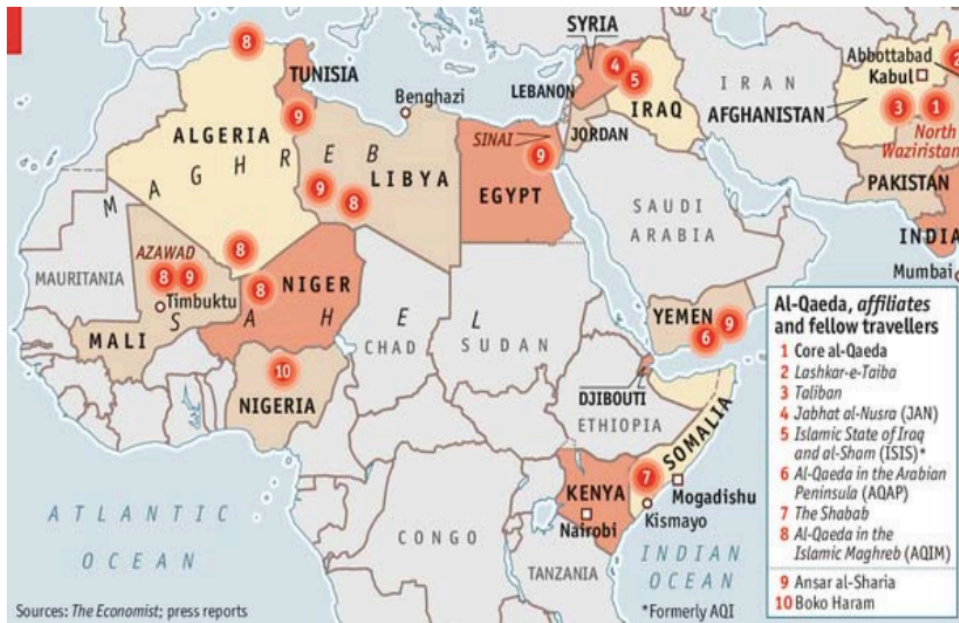 8
TUNISIA
SYRIA
4
5
LEBANON
IRAQ
JORDAN
IRAN
Abbottabad
2
Kabul
AFGHANISTAN
3
1
North
Waziristan
PAKISTAN
INDIA
Mumbai
Benghazi
9
ALGERIA
MAGHREB
9
8
LIBYA
SINAI
9
EGYPT
SAUDI
ARABIA
MAURITANIA
AZAWAD
8 9
Timbuktu
MALI
8
8
NIGER
SAHEL
CHAD
SUDAN
YEMEN
6
9
10
NIGERIA
DJIBOUTI
ETHIOPIA
SOMALIA
7
KENYA
Nairobi
Mogadishu
Kismayo
CONGO
TANZANIA
ATLANTIC
OCEAN
INDIAN
OCEAN
Al-Qaeda, affiliates
and fellow travellers
1 Core al-Qaeda
2 Lashkar-e-Taiba
3 Taliban
4 Jabhat al-Nusra (JAN)
5 Islamic State of Iraq
and al-Sham (ISIS)*
6 Al-Qaeda in the Arabian
Peninsula (AQAP)
7 The Shabab
8 Al-Qaeda in the
Islamic Maghreb (AQIM)
9 Ansar al-Sharia
10 Boko Haram
Sources: The Economist; press reports
*Formerly AQI